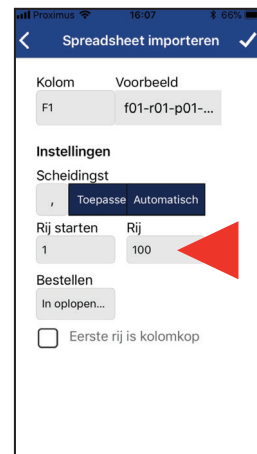 Proximus 16:07 66%
Spreadsheet importeren
Kolom Voorbeeld
F1 f01-r01-p01-...
Instellingen
Scheidingst
, Toepasse Automatisch
Rij starten Rij
1 100
Bestellen
In oplopen...
Eerste rij is kolomkop